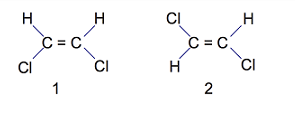 H H Cl H
C = C C = C
Cl Cl H Cl
1 2